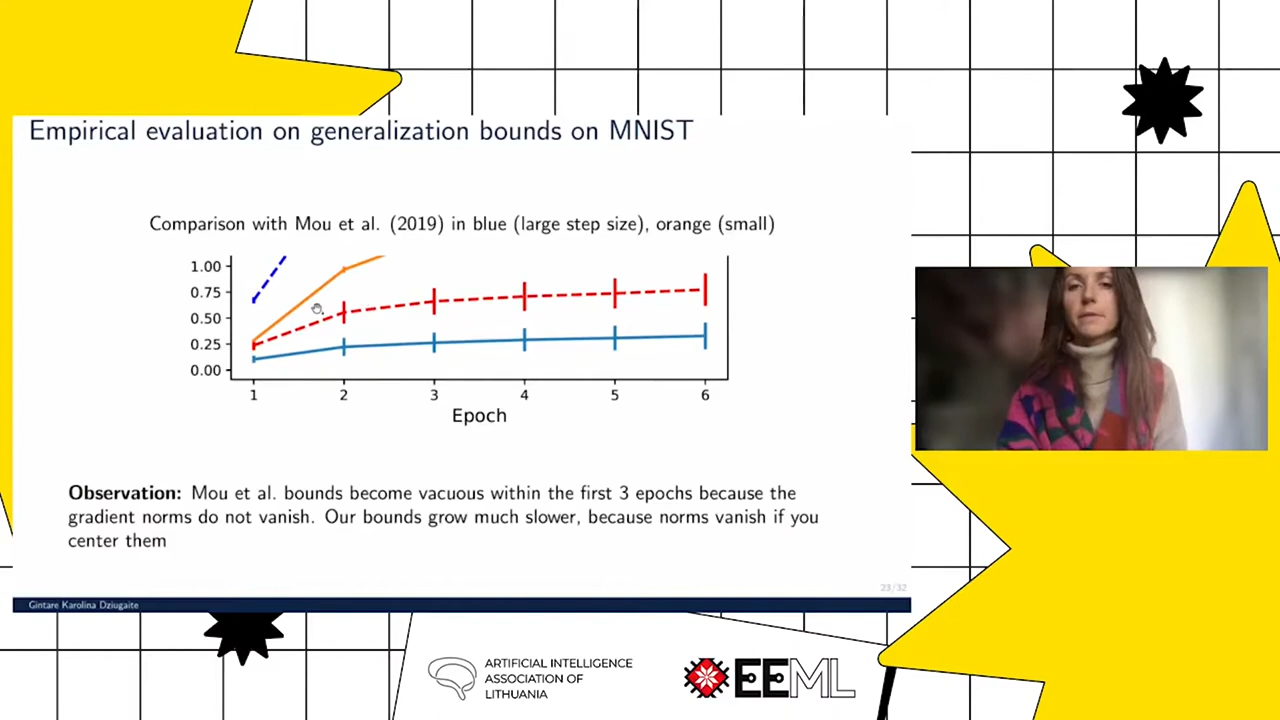 Empirical evaluation on generalization bounds on MNIST
Comparison with Mou et al. (2019) in blue (large step size), orange (small)
1.00
0.75
0.50
0.25
0.00
1 2 3 4 5 6
Epoch
Observation: Mou et al. bounds become vacuous within the first 3 epochs because the
gradient norms do not vanish. Our bounds grow much slower, because norms vanish if you
center them
23/32
Gintare Karolina Dziugaite
ARTIFICIAL INTELLIGENCE
ASSOCIATION OF
LITHUANIA
EEML